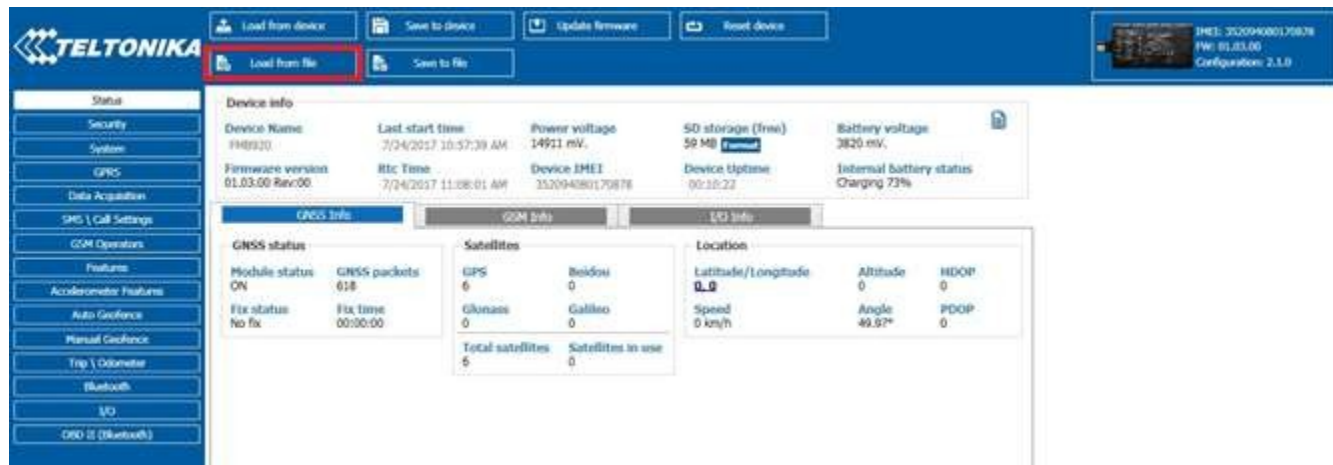 TELTONIKA
Load from device
Save to device
Update firmware
Reset device
Load from file
Save to file
IMEI: 352094080170878
FW: 01.03.00
Configuration: 2.1.0
Status
Security
System
GPRS
Data Acquisition
SMS \ Call Settings
GSM Operators
Features
Accelerometer Features
Auto Geofence
Manual Geofence
Trip \ Odometer
Bluetooth
I/O
OBD II (Bluetooth)
Device info
Device Name Last start time Power voltage SD storage (free) Battery voltage
FMB920 7/24/2017 10:57:39 AM 14911 mV. 59 MB Format 3820 mV.
Firmware version Rtc Time Device IMEI Device Uptime Internal battery status
01.03.00 Rev:00 7/24/2017 11:08:01 AM 352094080170878 00:10:22 Charging 73%
GNSS Info GSM Info I/O Info
GNSS status Satellites Location
Module status GNSS packets GPS Beidou Latitude/Longitude Altitude HDOP
ON 618 6 0 0, 0 0 0
Fix status Fix time Glonass Galileo Speed Angle PDOP
No fix 00:00:00 0 0 0 km/h 49.87° 0
Total satellites Satellites in use
6 0